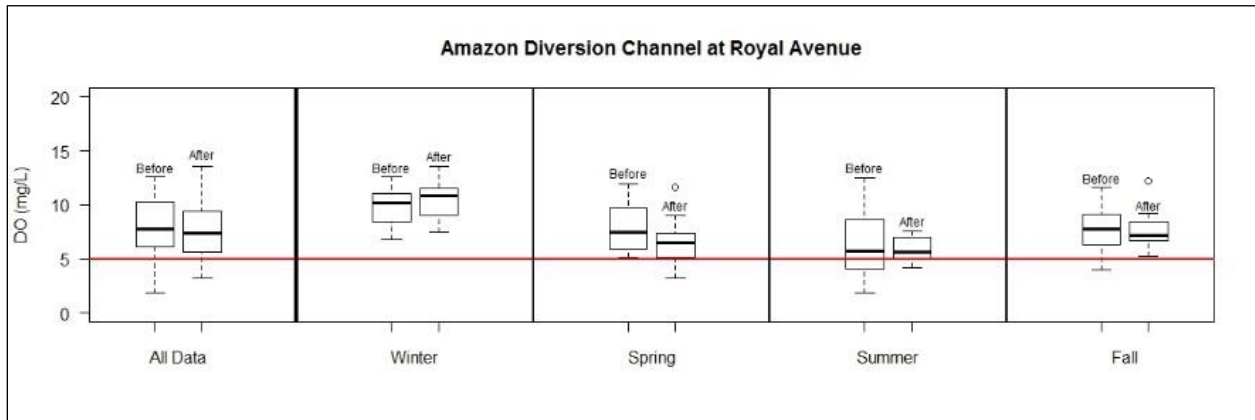 Amazon Diversion Channel at Royal Avenue
DO (mg/L)
20
15
10
5
0
Before
After
Before
After
Before
After
Before
After
Before
After
All Data
Winter
Spring
Summer
Fall